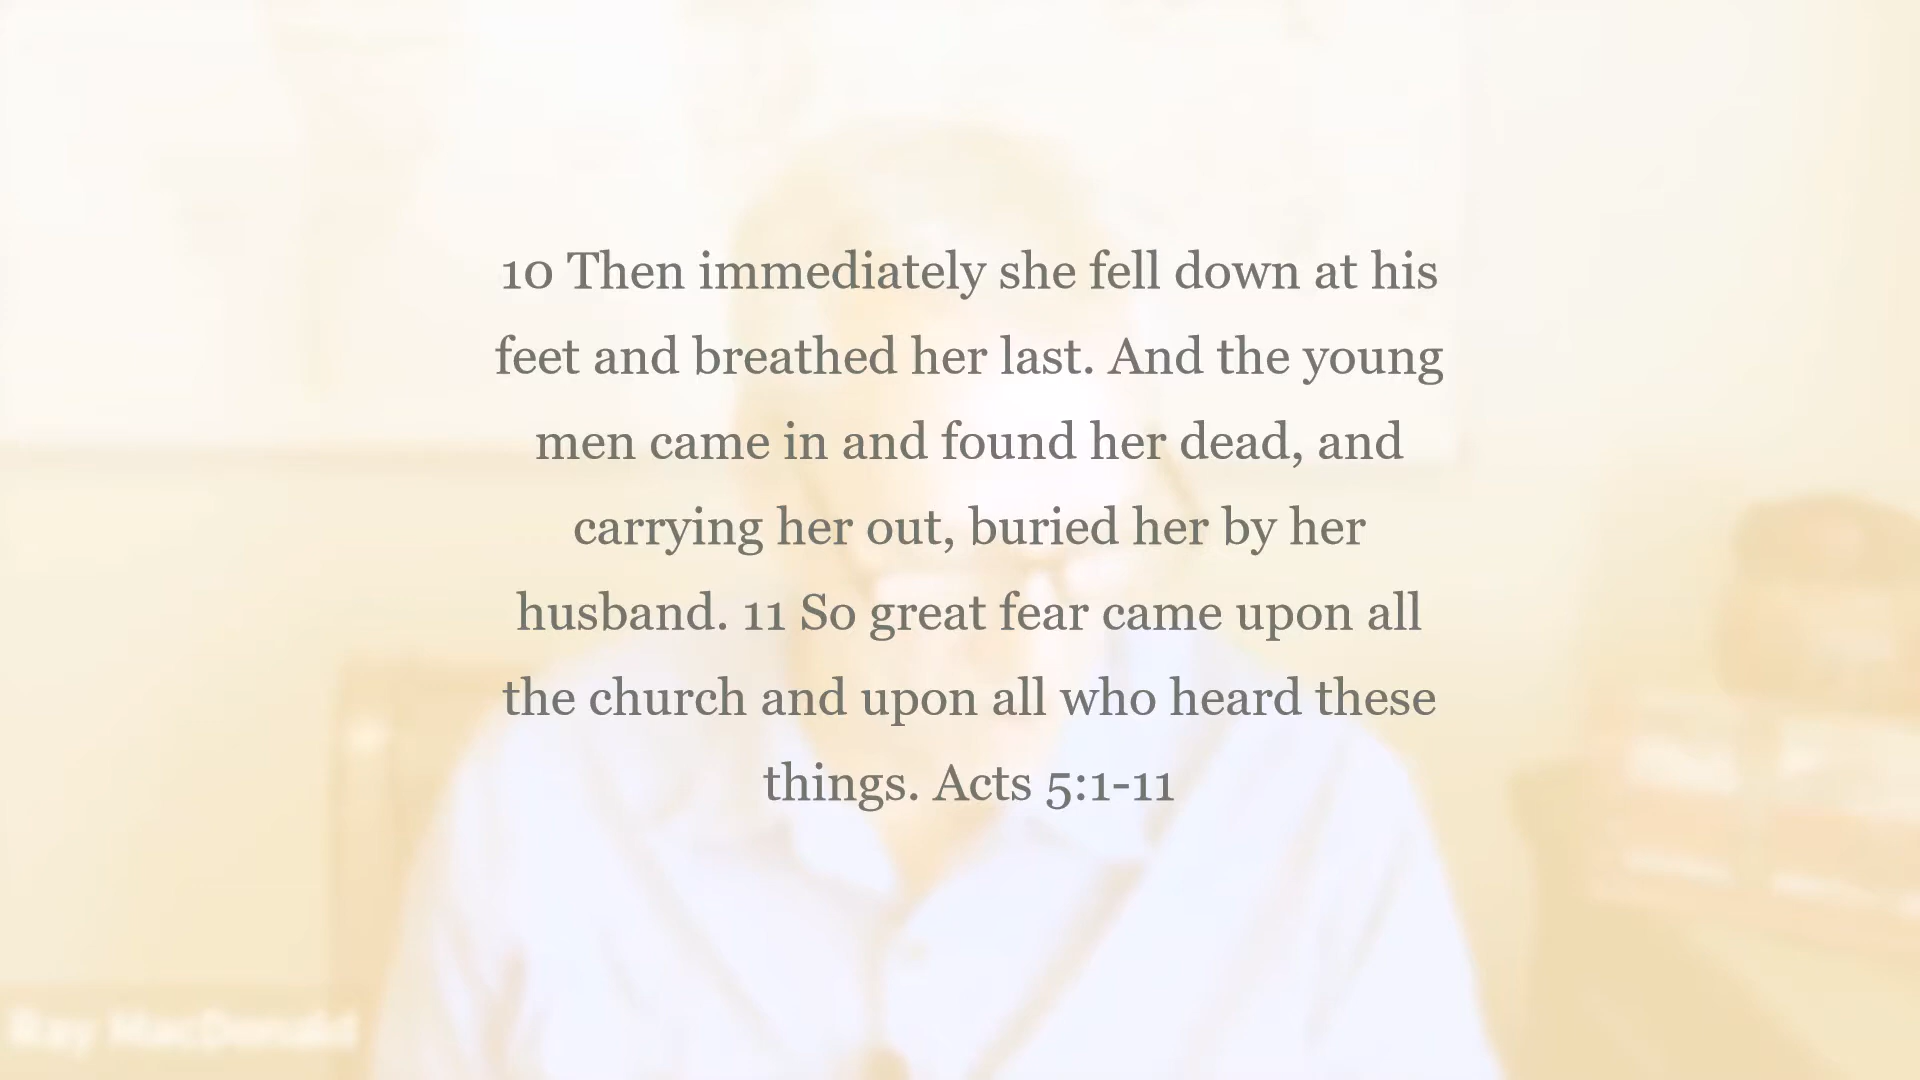 10 Then immediately she fell down at his
feet and breathed her last. And the young
men came in and found her dead, and
carrying her out, buried her by her
husband. 11 So great fear came upon all
the church and upon all who heard these
things. Acts 5:1-11
Ray MacDonald